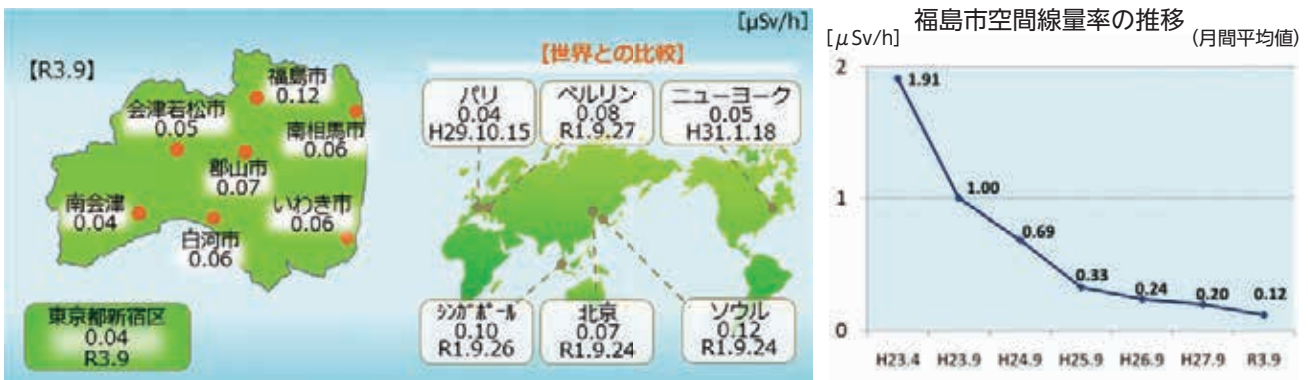 [μSv/h]
【R3.9】
福島市
0.12
会津若松市
0.05
南相馬市
0.06
郡山市
0.07
南会津
0.04
いわき市
0.06
白河市
0.06
東京都新宿区
0.04
R3.9
【世界との比較】
パリ
0.04
H29.10.15
ベルリン
0.08
R1.9.27
ニューヨーク
0.05
H31.1.18
ｼﾝｶﾞﾎﾟｰﾙ
0.10
R1.9.26
北京
0.07
R1.9.24
ソウル
0.12
R1.9.24
福島市空間線量率の推移
[μSv/h]
(月間平均値)
2
1
0
1.91
1.00
0.69
0.33
0.24
0.20
0.12
H23.4 H23.9 H24.9 H25.9 H26.9 H27.9 R3.9